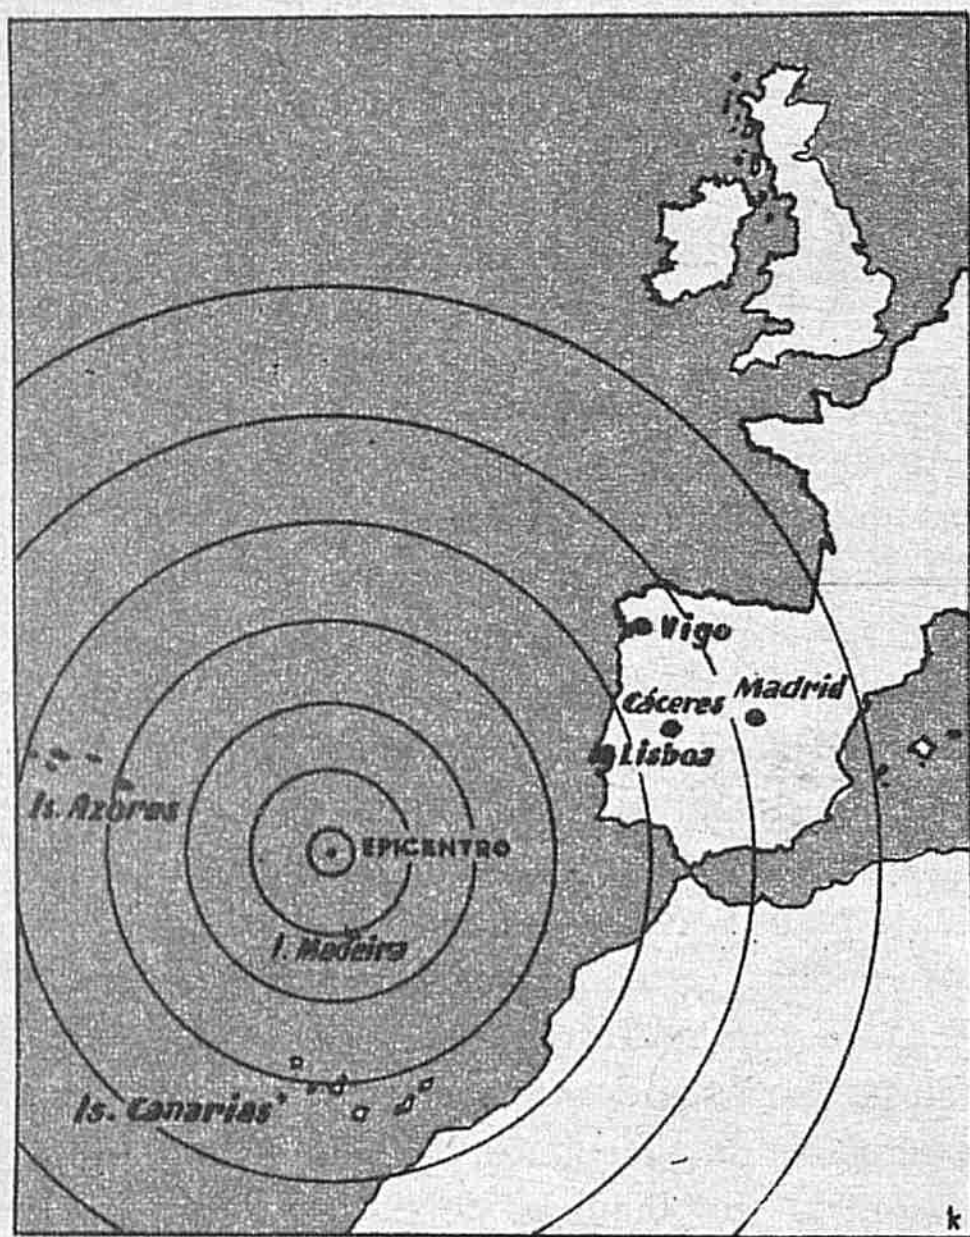 Vigo
Cáceres
Madrid
Lisboa
Is. Azores
EPICENTRO
I. Madeira
Is. Canarias
k